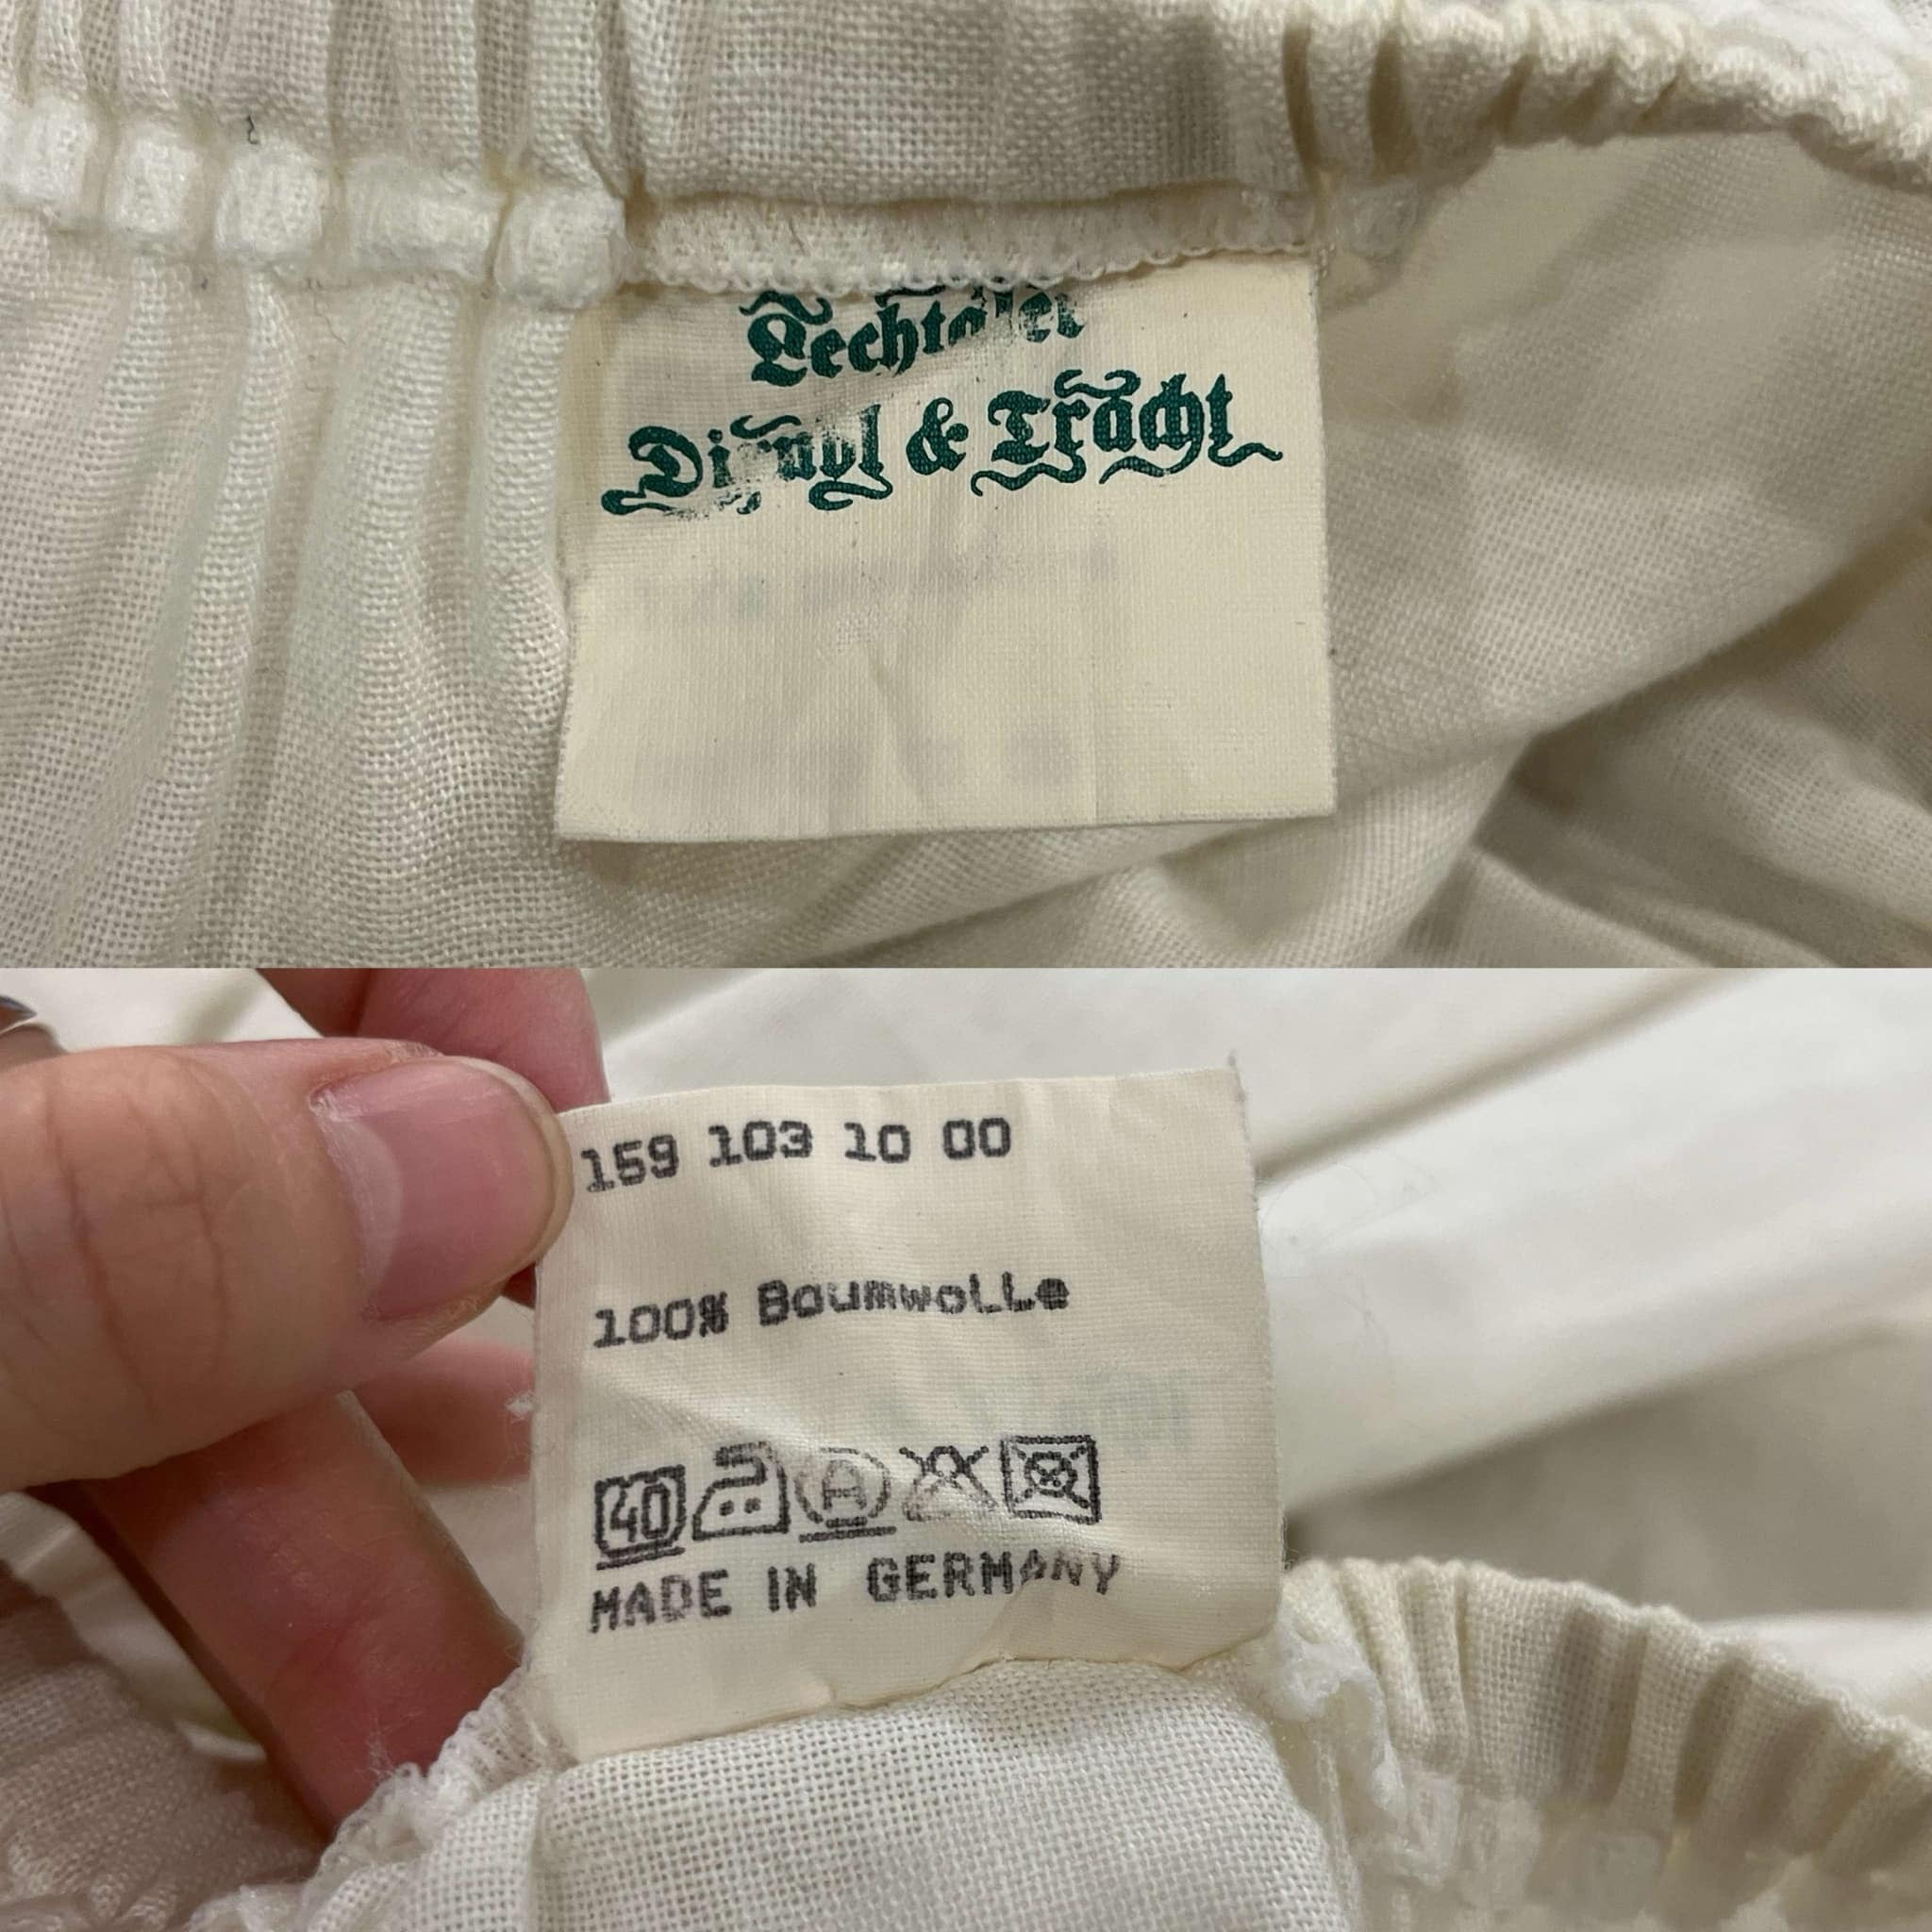 Lechtaler
Dirndl & Tracht
159 103 10 00
100% Baumwolle
40 A
MADE IN GERMANY